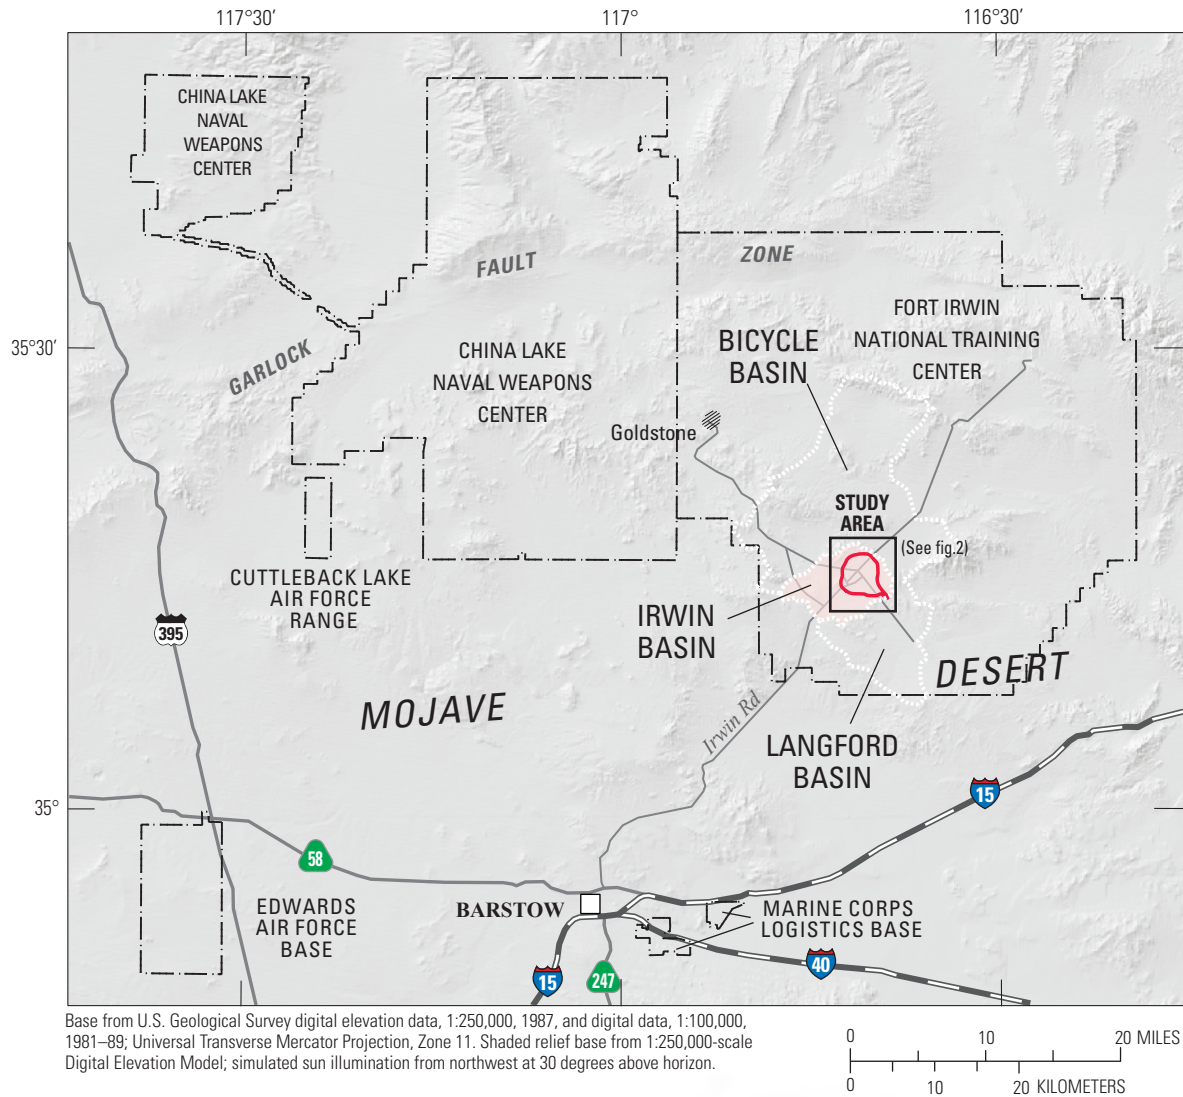 117°30′
117°
116°30′
CHINA LAKE
NAVAL
WEAPONS
CENTER
FAULT
ZONE
FORT IRWIN
NATIONAL TRAINING
CENTER
35°30′
GARLOCK
CHINA LAKE
NAVAL WEAPONS
CENTER
BICYCLE
BASIN
Goldstone
STUDY
AREA
(See fig.2)
CUTTLEBACK LAKE
AIR FORCE
RANGE
395
IRWIN
BASIN
MOJAVE
DESERT
Irwin Rd
LANGFORD
BASIN
15
35°
58
EDWARDS
AIR FORCE
BASE
BARSTOW
MARINE CORPS
LOGISTICS BASE
15
247
40
Base from U.S. Geological Survey digital elevation data, 1:250,000, 1987, and digital data, 1:100,000,
1981–89; Universal Transverse Mercator Projection, Zone 11. Shaded relief base from 1:250,000-scale
Digital Elevation Model; simulated sun illumination from northwest at 30 degrees above horizon.
0 10 20 MILES
0 10 20 KILOMETERS